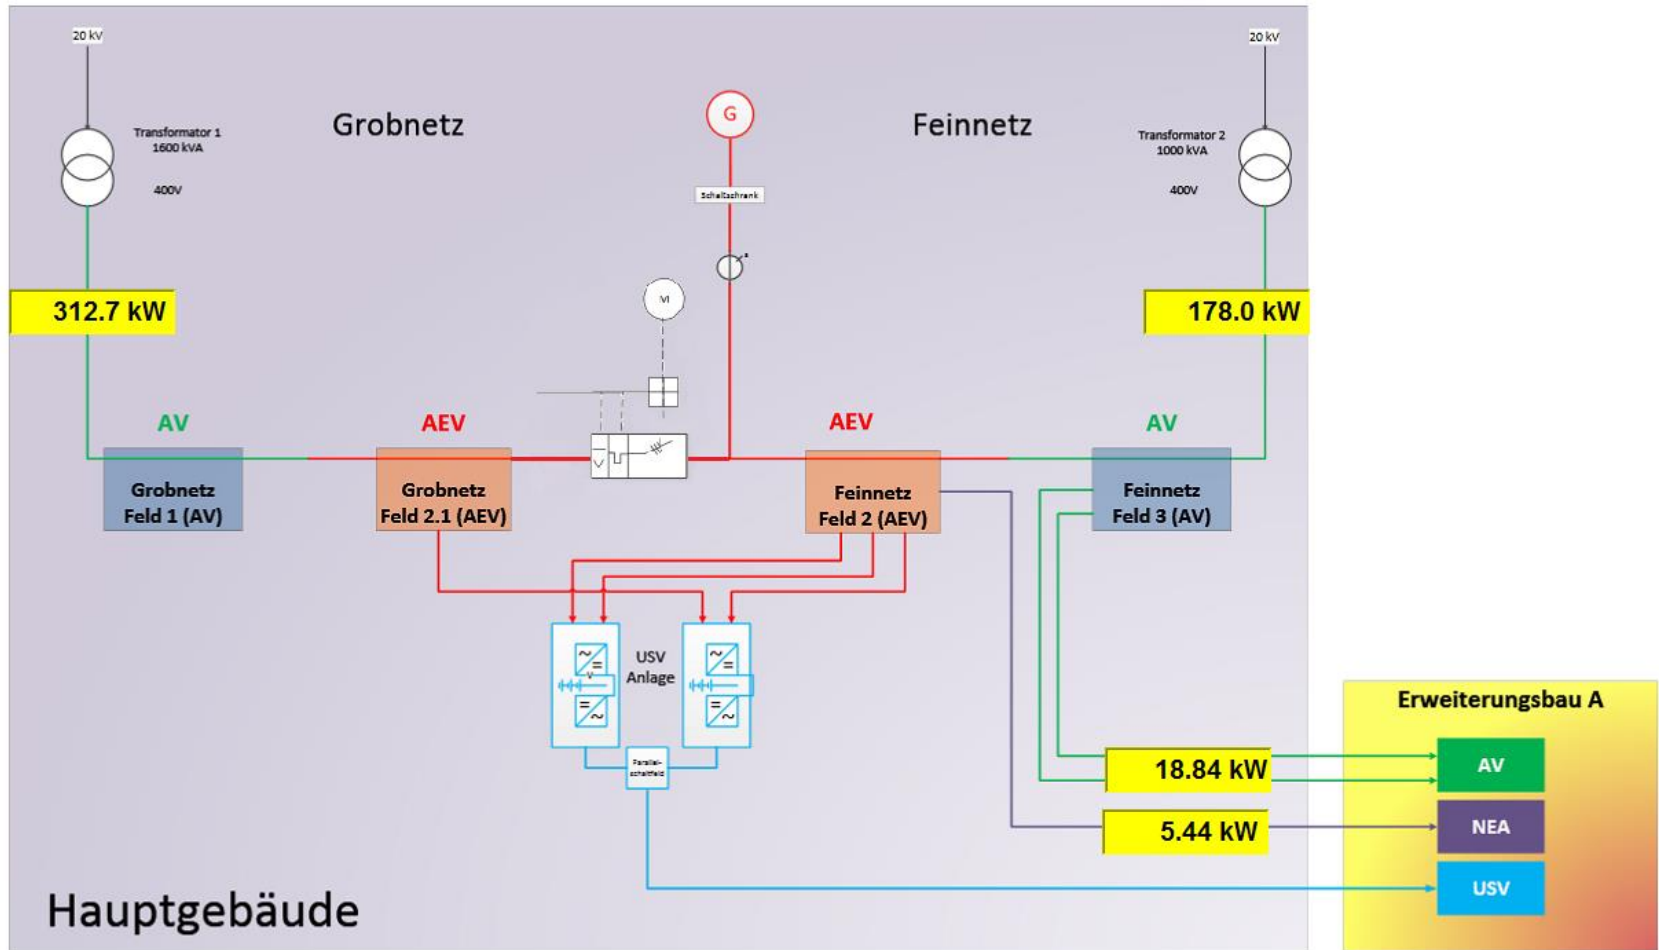 20 kV
20 kV
Grobnetz
G
Feinnetz
Transformator 1
1600 kVA
400V
Transformator 2
1000 kVA
400V
Schaltschrank
312.7 kW
M
178.0 kW
AV
AEV
AEV
AV
Grobnetz
Feld 1 (AV)
Grobnetz
Feld 2.1 (AEV)
Feinnetz
Feld 2 (AEV)
Feinnetz
Feld 3 (AV)
USV
Anlage
Parallel-
schaltfeld
Erweiterungsbau A
18.84 kW
AV
5.44 kW
NEA
USV
Hauptgebäude